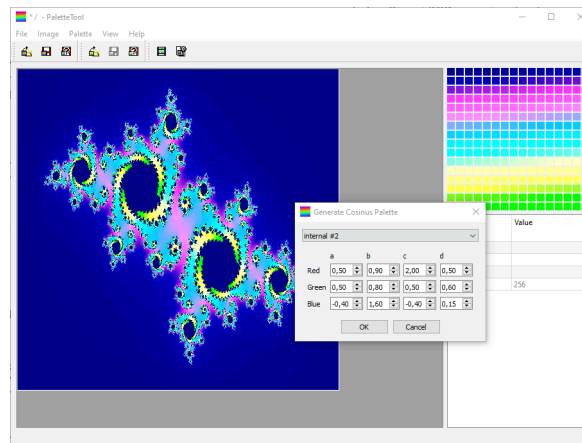 * / - PaletteTool
File Image Palette View Help
Generate Cosinus Palette
internal #2
a b c d
Red 0,50 0,90 2,00 0,50
Green 0,50 0,80 0,50 0,60
Blue -0,40 1,60 -0,40 0,15
OK Cancel
Value
256